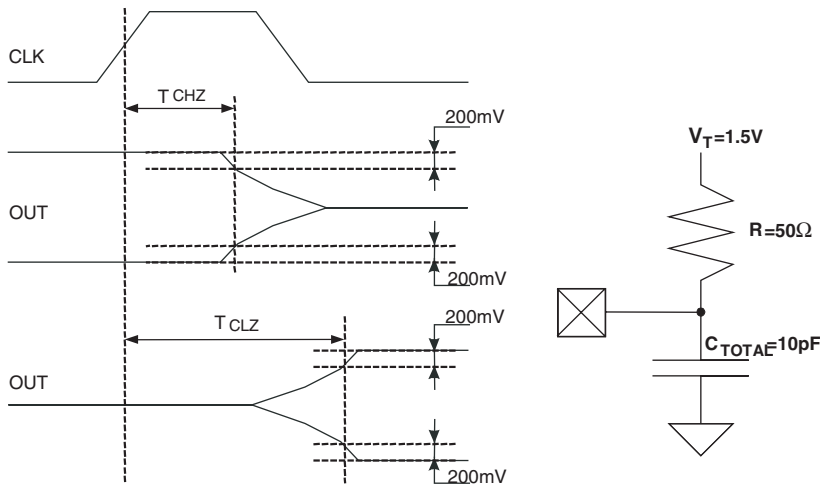 CLK
T CHZ
200mV
OUT
200mV
T CLZ
200mV
OUT
200mV
VT=1.5V
R=50Ω
CTOTAL=10pF